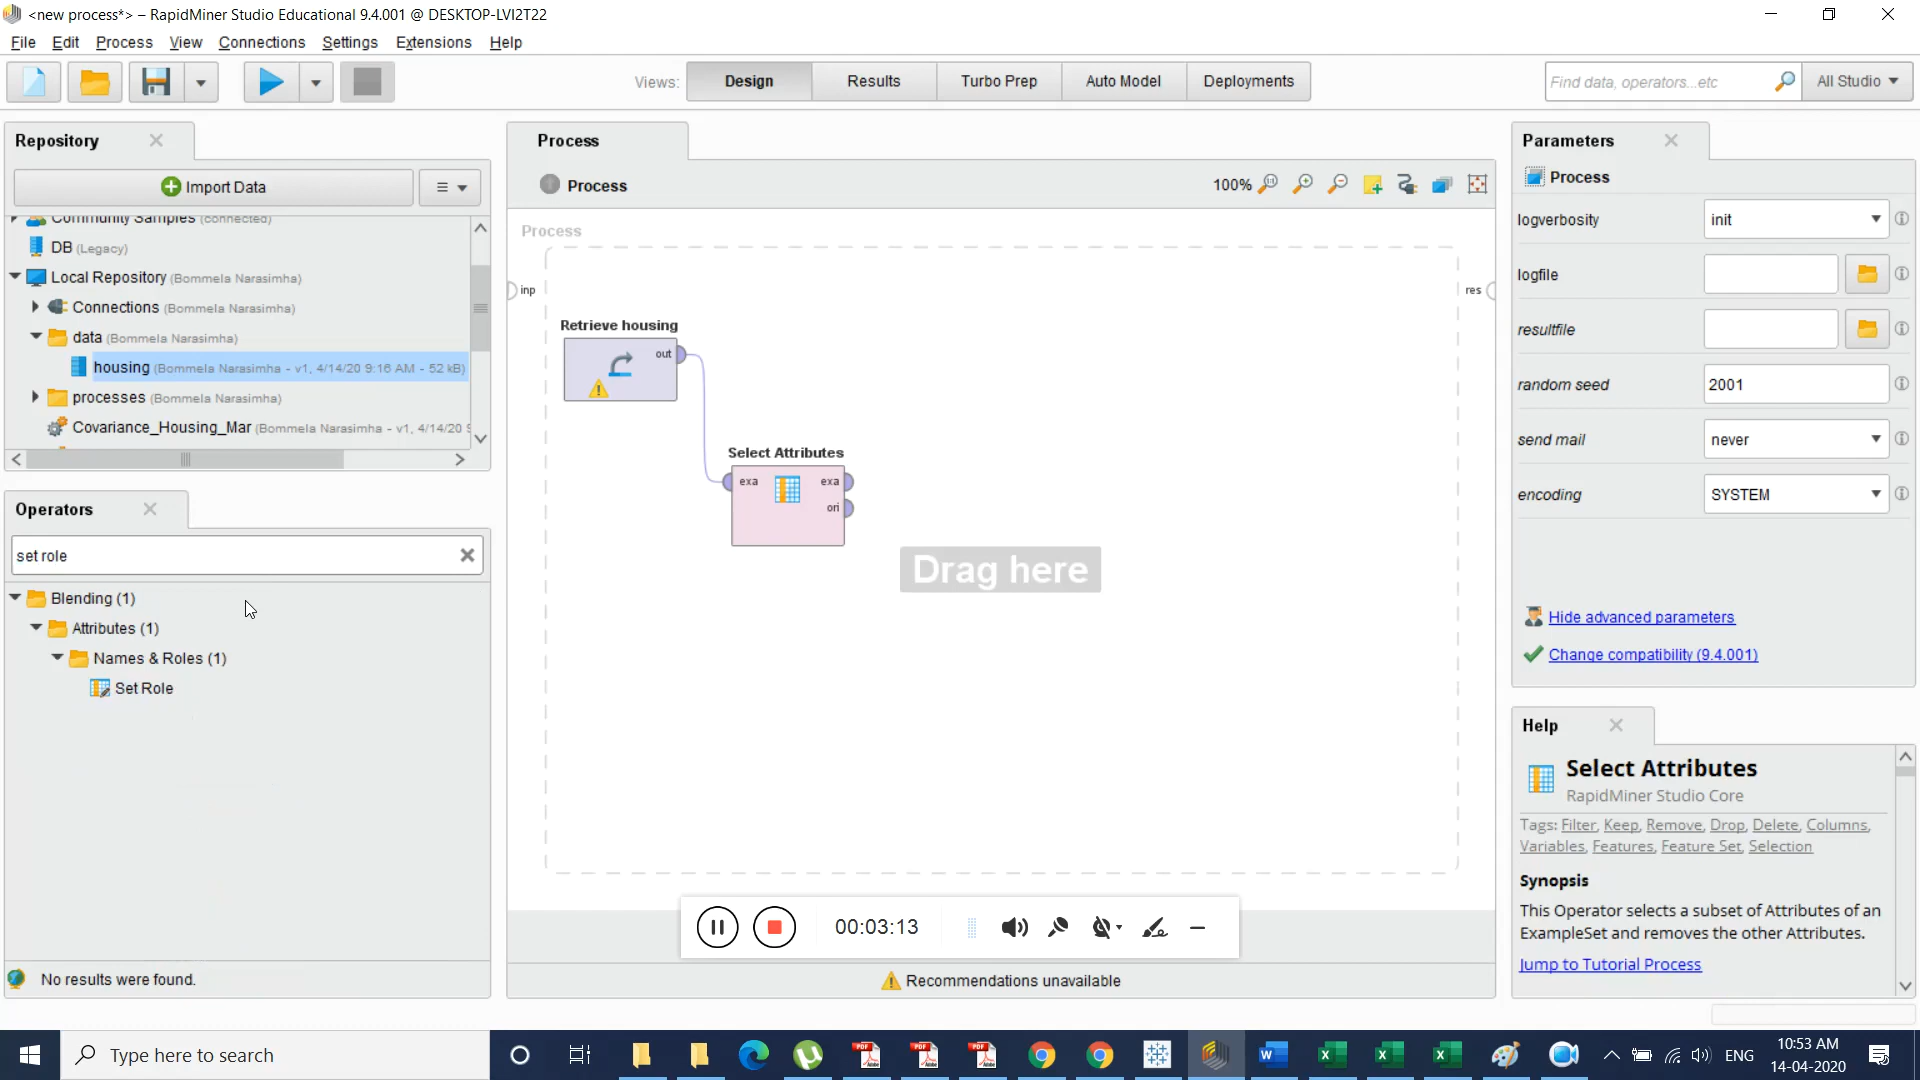 <new process*> – RapidMiner Studio Educational 9.4.001 @ DESKTOP-LVI2T22
File Edit Process View Connections Settings Extensions Help
Views: Design Results Turbo Prep Auto Model Deployments
Find data, operators...etc All Studio
Repository
Import Data
Community Samples (connected)
DB (Legacy)
Local Repository (Bommela Narasimha)
Connections (Bommela Narasimha)
data (Bommela Narasimha)
housing (Bommela Narasimha - v1, 4/14/20 9:16 AM - 52 kB)
processes (Bommela Narasimha)
Covariance_Housing_Mar (Bommela Narasimha - v1, 4/14/20 9
Operators
set role
Blending (1)
Attributes (1)
Names & Roles (1)
Set Role
No results were found.
Process
Process
100%
Process
inp
res
Retrieve housing
out
Select Attributes
exa exa
ori
Drag here
00:03:13
Recommendations unavailable
Parameters
Process
logverbosity init
logfile
resultfile
random seed 2001
send mail never
encoding SYSTEM
Hide advanced parameters
Change compatibility (9.4.001)
Help
Select Attributes
RapidMiner Studio Core
Tags: Filter, Keep, Remove, Drop, Delete, Columns,
Variables, Features, Feature Set, Selection
Synopsis
This Operator selects a subset of Attributes of an
ExampleSet and removes the other Attributes.
Jump to Tutorial Process
Type here to search
ENG
10:53 AM
14-04-2020